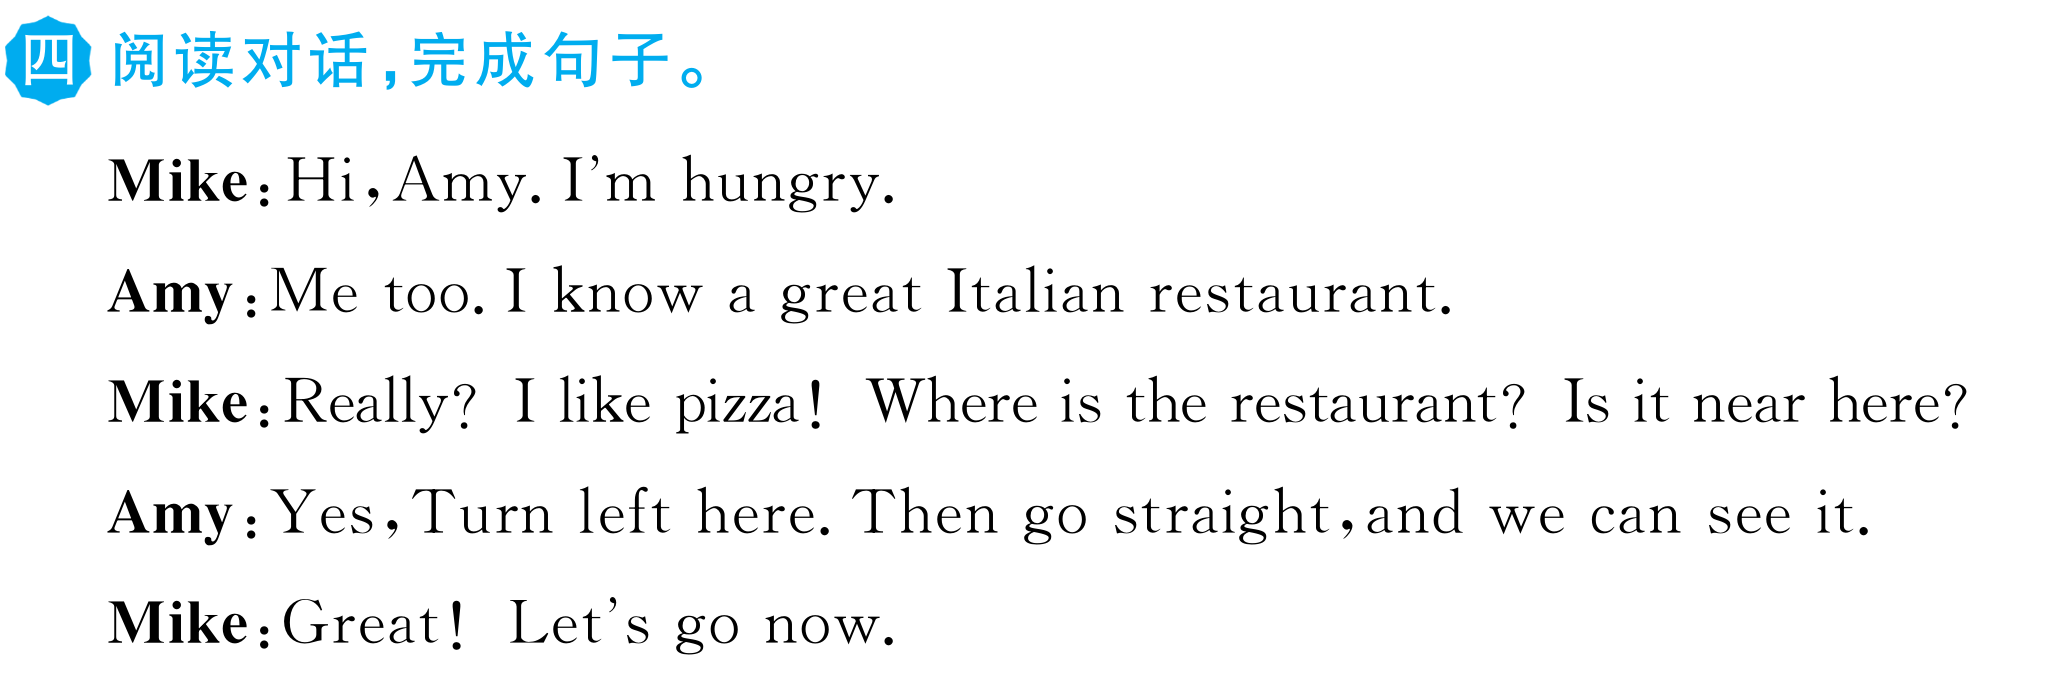 四 阅读对话,完成句子。
Mike:Hi,Amy. I'm hungry.
Amy:Me too. I know a great Italian restaurant.
Mike:Really? I like pizza! Where is the restaurant? Is it near here?
Amy:Yes,Turn left here. Then go straight,and we can see it.
Mike:Great! Let's go now.